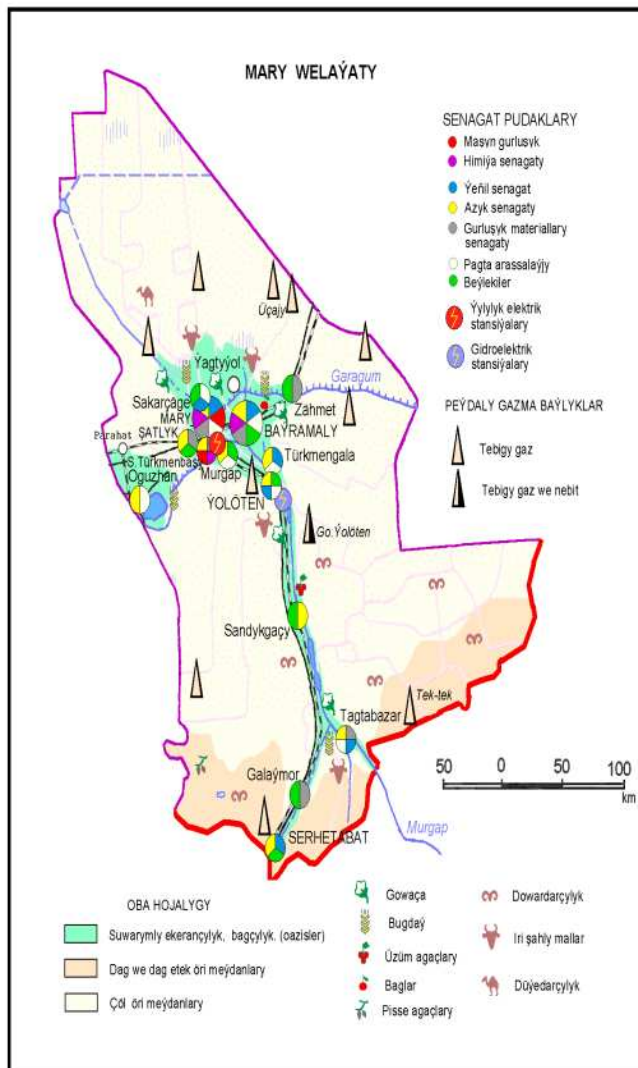 MARY WELAÝATY
SENAGAT PUDAKLARY
Maşyn gurluşyk
Himiýa senagaty
Ýeňil senagat
Azyk senagaty
Gurluşyk materiallary
senagaty
Pagta arassalaýjy
Beýlekiler
Ýylylyk elektrik
stansiýalary
Gidroelektrik
stansiýalary
PEÝDALY GAZMA BAÝLYKLAR
Tebigy gaz
Tebigy gaz we nebit
Üçajy
Ýagtyýol
Garagum
Sakarçäge
Zähmet
MARY
BAÝRAMALY
ŞATLYK
Parahat
Türkmengala
S.Türkmenbaşy
Murgap
Oguzhan
ÝOLÖTEN
Go.Ýolöten
Sandykgaçy
Tek-tek
Tagtabazar
50 0 50 100
km
Galaýmor
Murgap
SERHETABAT
OBA HOJALYGY
Suwarymly ekerançylyk, bagçylyk. (oazisler)
Dag we dag etek öri meýdanlary
Çöl öri meýdanlary
Gowaça
Bugdaý
Üzüm agaçlary
Baglar
Pisse agaçlary
Dowardarçylyk
Iri şahly mallar
Düýedarçylyk